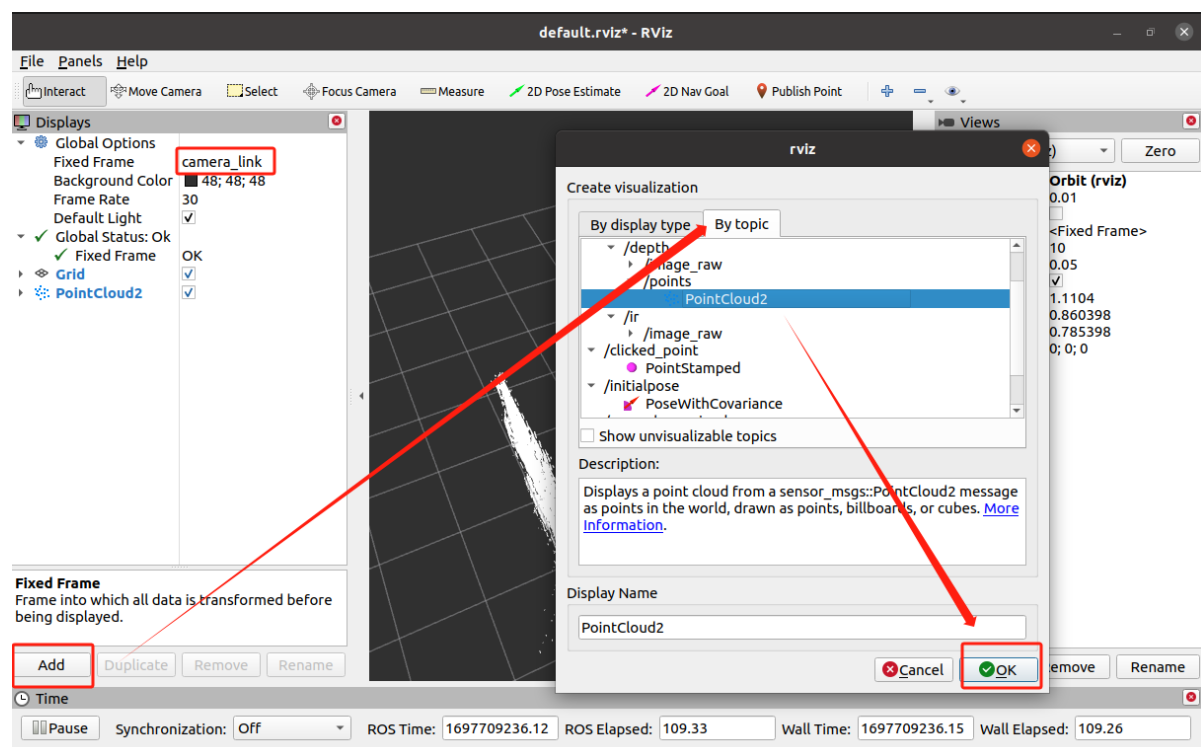 default.rviz* - RViz
File Panels Help
Interact Move Camera Select Focus Camera Measure 2D Pose Estimate 2D Nav Goal Publish Point
Displays
Global Options
Fixed Frame camera_link
Background Color 48; 48; 48
Frame Rate 30
Default Light
Global Status: Ok
Fixed Frame OK
Grid
PointCloud2
Fixed Frame
Frame into which all data is transformed before
being displayed.
Add Duplicate Remove Rename
rviz
Create visualization
By display type By topic
/depth
/image_raw
/points
PointCloud2
/ir
/image_raw
/clicked_point
PointStamped
/initialpose
PoseWithCovariance
Show unvisualizable topics
Description:
Displays a point cloud from a sensor_msgs::PointCloud2 message
as points in the world, drawn as points, billboards, or cubes. More
Information.
Display Name
PointCloud2
Cancel OK
Views
Zero
Orbit (rviz)
0.01
<Fixed Frame>
10
0.05
1.1104
0.860398
0.785398
0; 0; 0
Rename
Time
Pause Synchronization: Off ROS Time: 1697709236.12 ROS Elapsed: 109.33 Wall Time: 1697709236.15 Wall Elapsed: 109.26